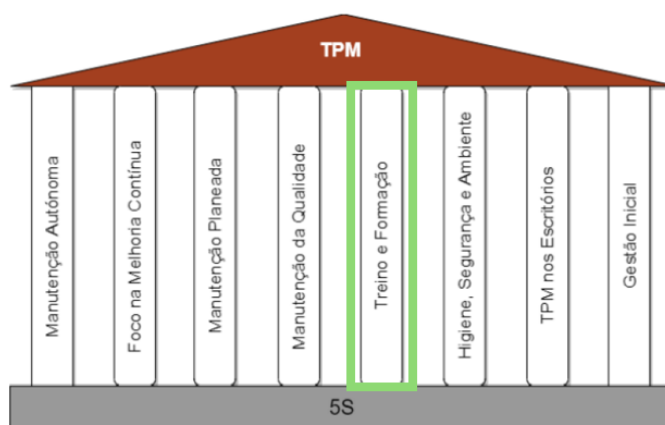 TPM
Manutenção Autónoma
Foco na Melhoria Contínua
Manutenção Planeada
Manutenção da Qualidade
Treino e Formação
Higiene, Segurança e Ambiente
TPM nos Escritórios
Gestão Inicial
5S